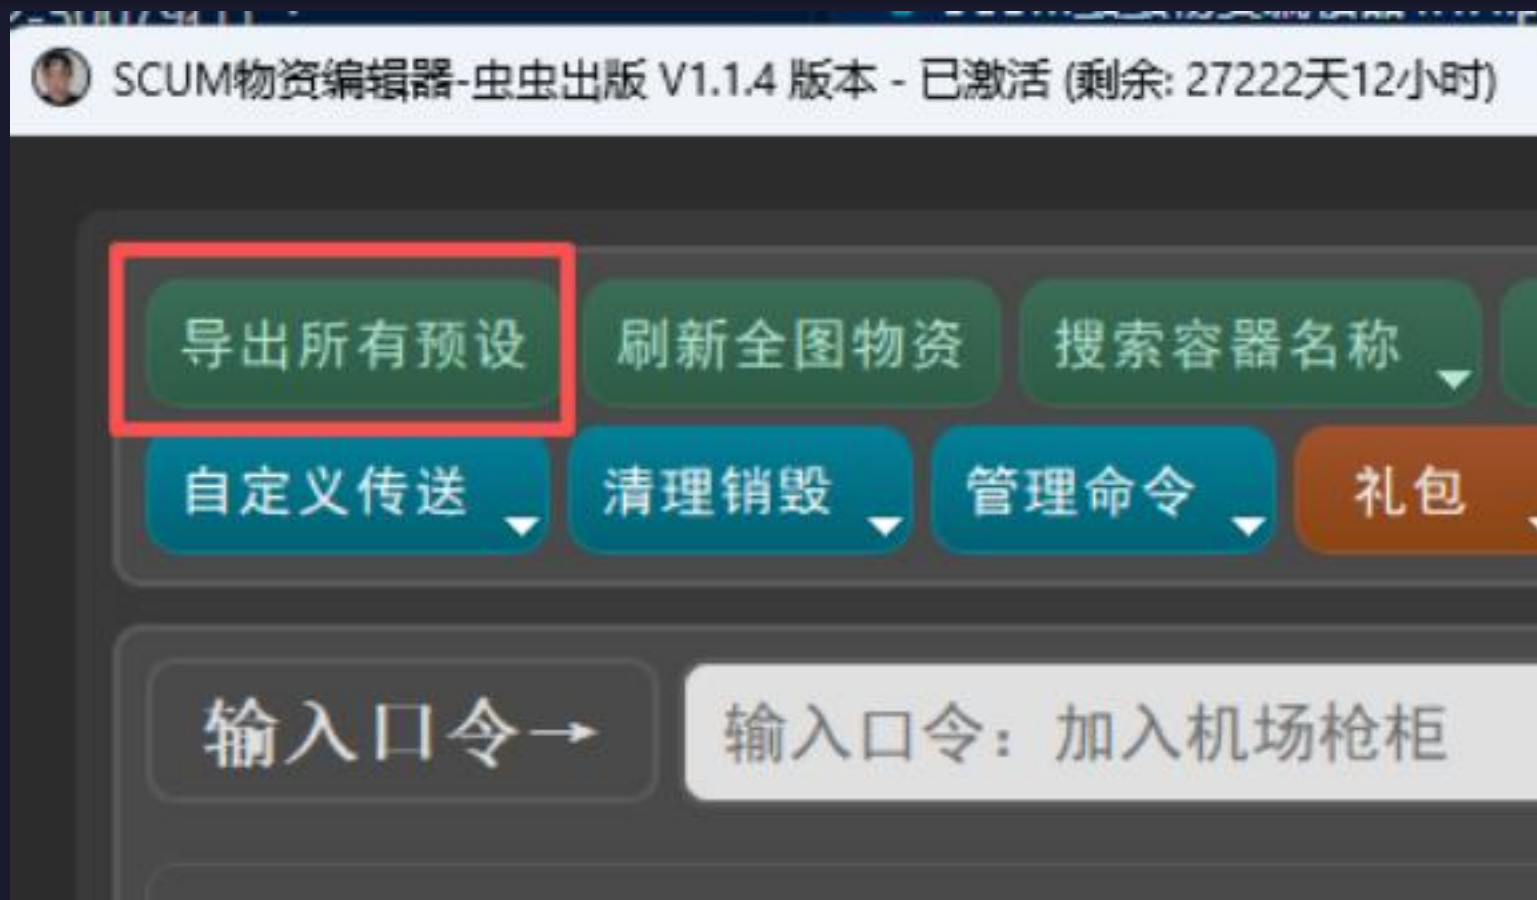 SCUM物资编辑器-虫虫出版 V1.1.4 版本 - 已激活 (剩余: 27222天12小时)
导出所有预设 刷新全图物资 搜索容器名称
自定义传送 清理销毁 管理命令 礼包
输入口令→ 输入口令：加入机场枪柜